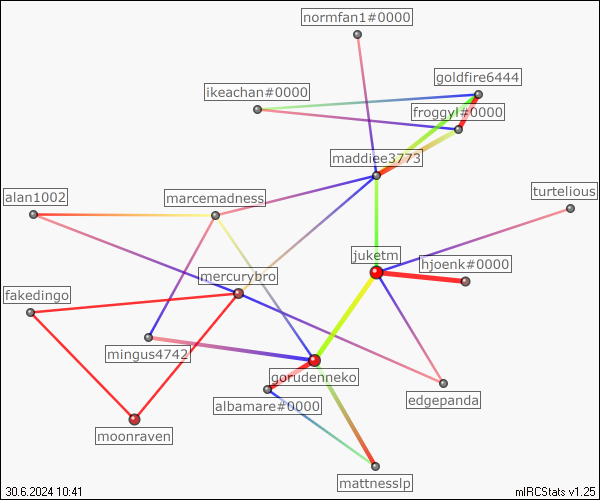 normfan1#0000
goldfire6444
ikeachan#0000
froggyl#0000
maddiee3773
alan1002
marcemadness
turtelious
juketm
hjoenk#0000
mercurybro
fakedingo
mingus4742
gorudenneko
edgepanda
albamare#0000
moonraven
mattnesslp
30.6.2024 10:41
mIRCStats v1.25